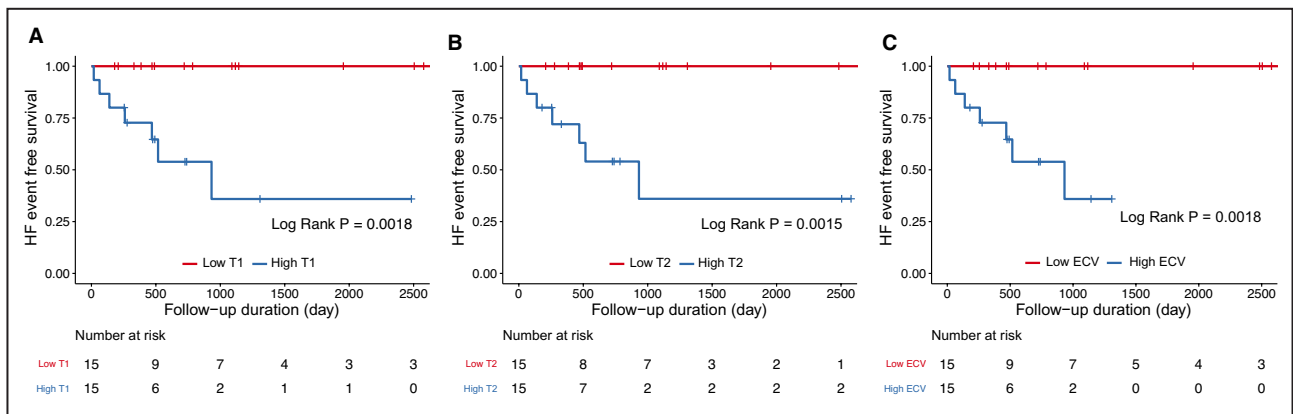 A
HF event free survival
1.00
0.75
0.50
0.25
0.00
Log Rank P = 0.0018
Low T1 High T1
0 500 1000 1500 2000 2500
Follow−up duration (day)
Number at risk
Low T1 15 9 7 4 3 3
High T1 15 6 2 1 1 0
B
HF event free survival
1.00
0.75
0.50
0.25
0.00
Log Rank P = 0.0015
Low T2 High T2
0 500 1000 1500 2000 2500
Follow−up duration (day)
Number at risk
Low T2 15 8 7 3 2 1
High T2 15 7 2 2 2 2
C
HF event free survival
1.00
0.75
0.50
0.25
0.00
Log Rank P = 0.0018
Low ECV High ECV
0 500 1000 1500 2000 2500
Follow−up duration (day)
Number at risk
Low ECV 15 9 7 5 4 3
High ECV 15 6 2 0 0 0